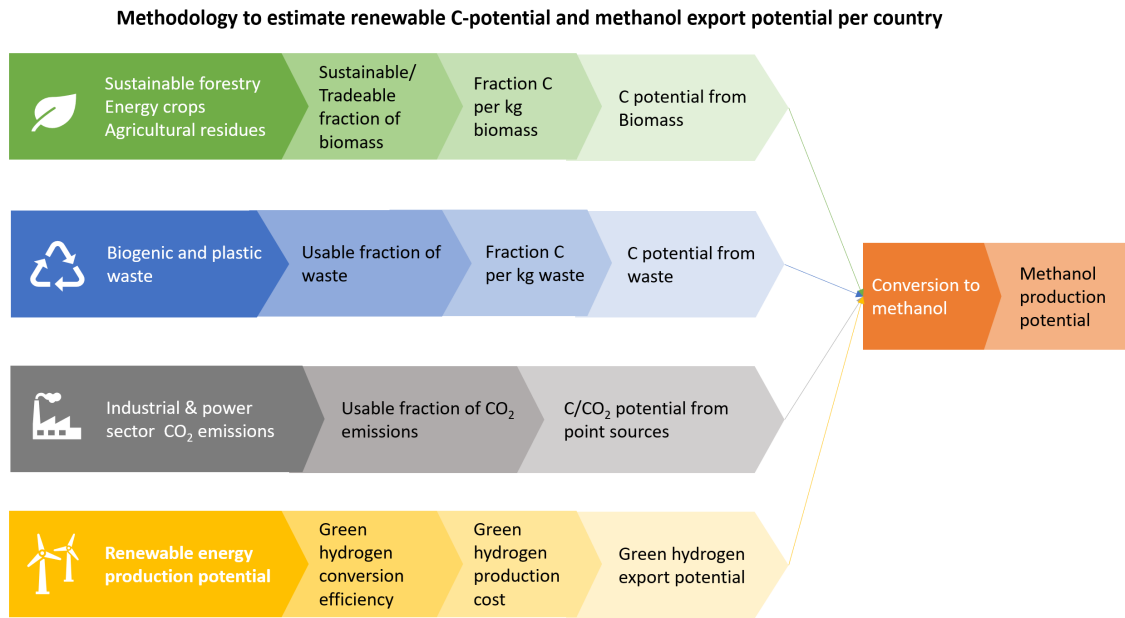 Methodology to estimate renewable C-potential and methanol export potential per country
Sustainable forestry
Energy crops
Agricultural residues
Sustainable/
Tradeable
fraction of
biomass
Fraction C
per kg
biomass
C potential from
Biomass
Biogenic and plastic
waste
Usable fraction of
waste
Fraction C
per kg waste
C potential from
waste
Conversion to
methanol
Methanol
production
potential
Industrial & power
sector  CO₂ emissions
Usable fraction of CO₂
emissions
C/CO₂ potential from
point sources
Renewable energy
production potential
Green
hydrogen
conversion
efficiency
Green
hydrogen
production
cost
Green hydrogen
export potential